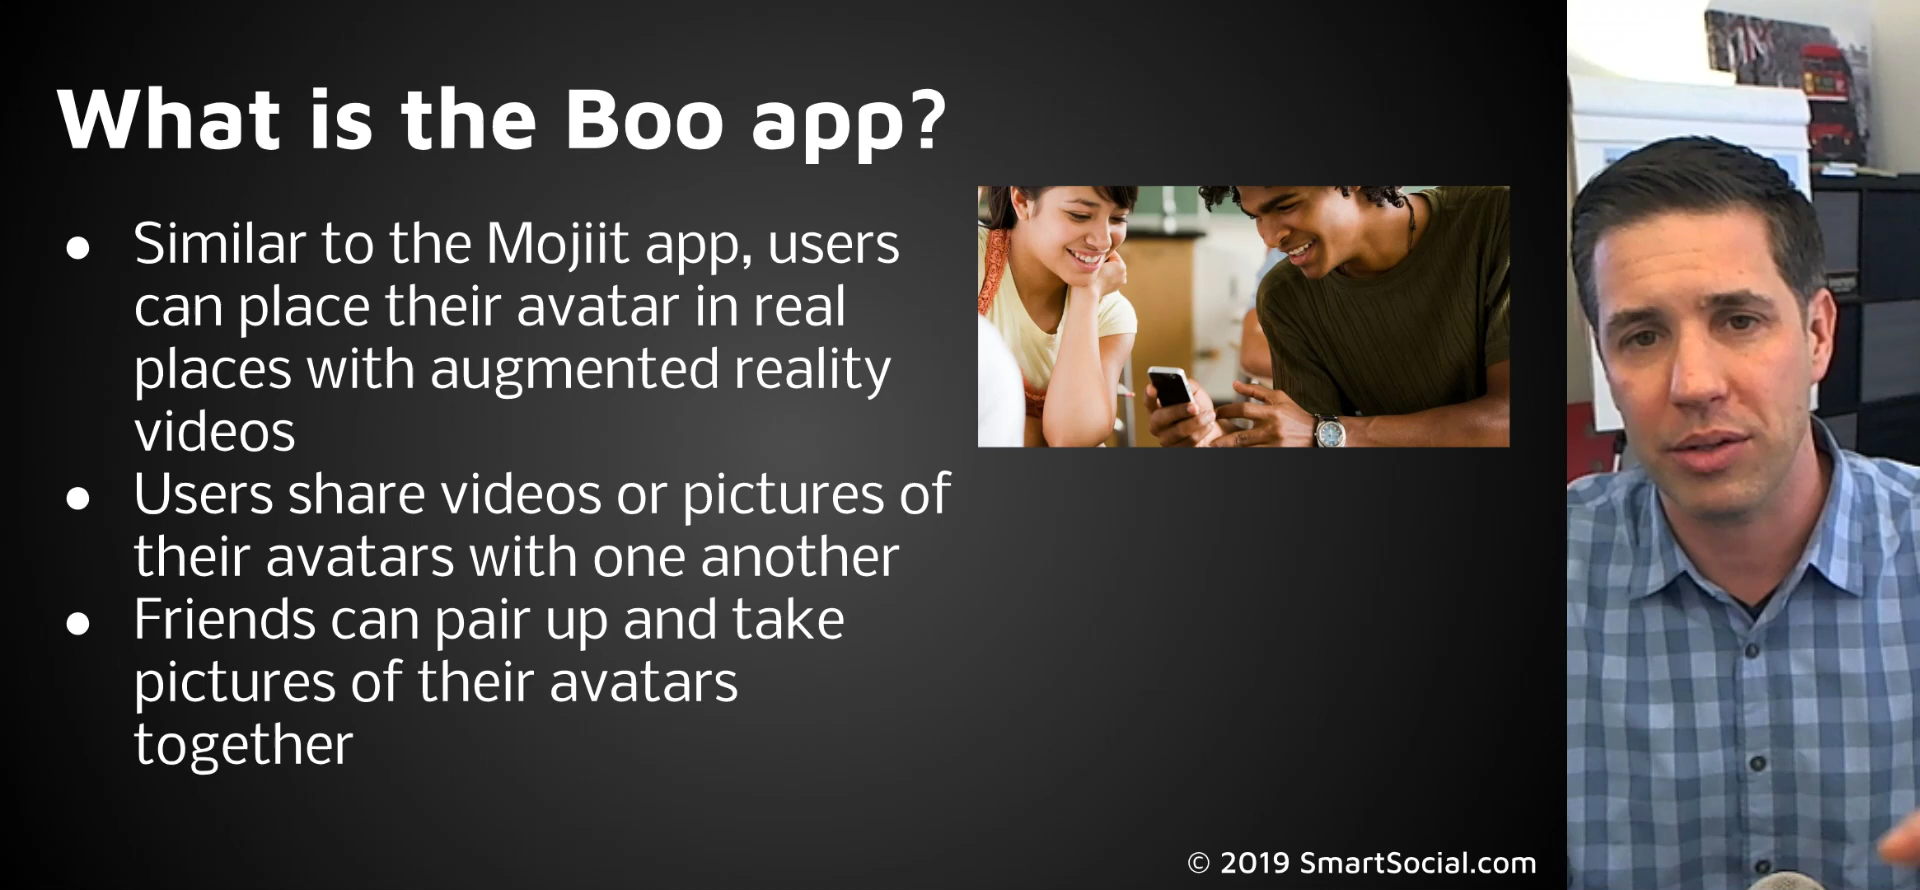 What is the Boo app?
● Similar to the Mojiit app, users
can place their avatar in real
places with augmented reality
videos
● Users share videos or pictures of
their avatars with one another
● Friends can pair up and take
pictures of their avatars
together
© 2019 SmartSocial.com